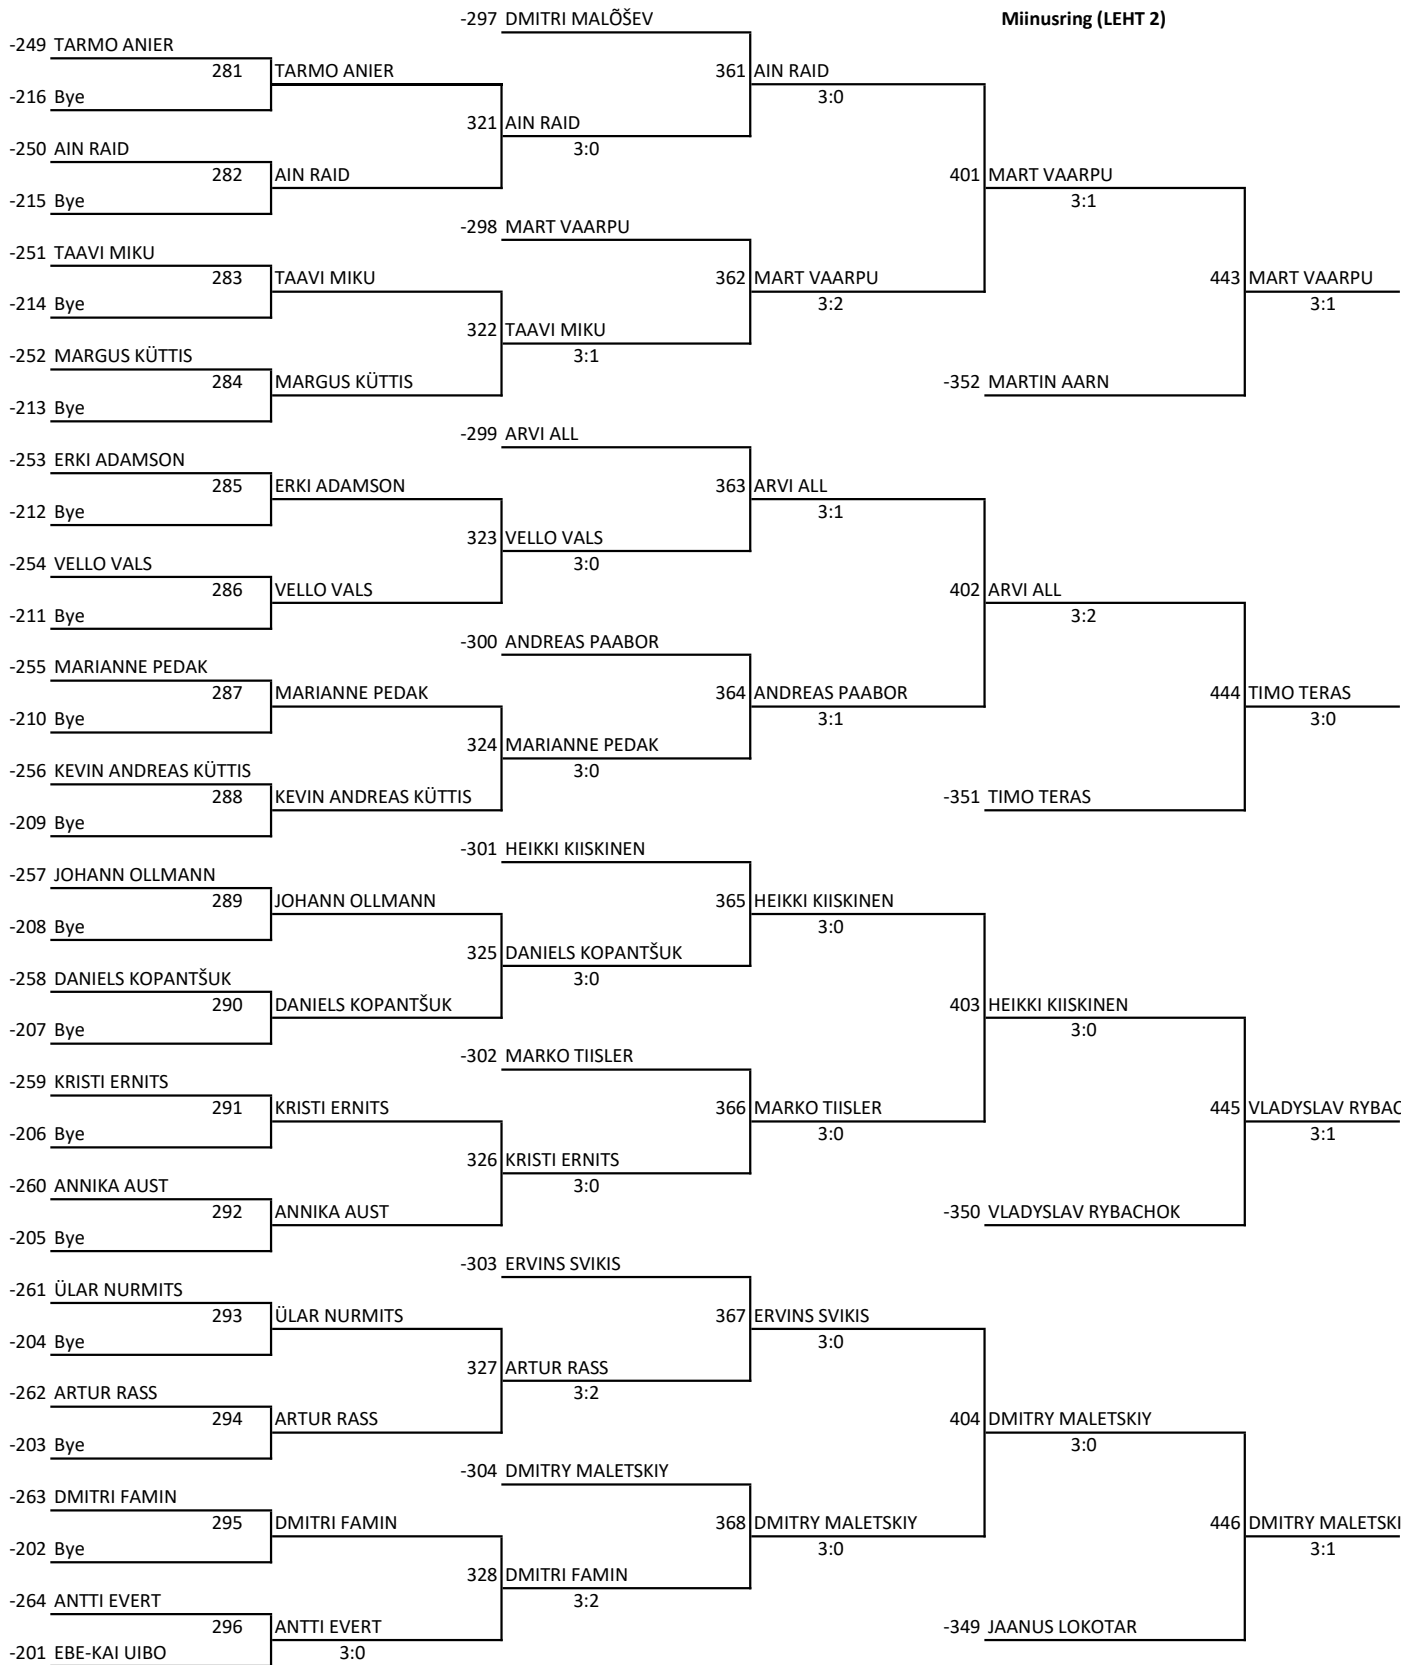 -297 DMITRI MALÕŠEV Miinusring (LEHT 2)
-249 TARMO ANIER
281 TARMO ANIER 361 AIN RAID
-216 Bye 3:0
321 AIN RAID
-250 AIN RAID 3:0
282 AIN RAID 401 MART VAARPU
-215 Bye 3:1
-298 MART VAARPU
-251 TAAVI MIKU
283 TAAVI MIKU 362 MART VAARPU 443 MART VAARPU
-214 Bye 3:2 3:1
322 TAAVI MIKU
-252 MARGUS KÜTTIS 3:1
284 MARGUS KÜTTIS -352 MARTIN AARN
-213 Bye
-299 ARVI ALL
-253 ERKI ADAMSON
285 ERKI ADAMSON 363 ARVI ALL
-212 Bye 3:1
323 VELLO VALS
-254 VELLO VALS 3:0
286 VELLO VALS 402 ARVI ALL
-211 Bye 3:2
-300 ANDREAS PAABOR
-255 MARIANNE PEDAK
287 MARIANNE PEDAK 364 ANDREAS PAABOR 444 TIMO TERAS
-210 Bye 3:1 3:0
324 MARIANNE PEDAK
-256 KEVIN ANDREAS KÜTTIS 3:0
288 KEVIN ANDREAS KÜTTIS -351 TIMO TERAS
-209 Bye
-301 HEIKKI KIISKINEN
-257 JOHANN OLLMANN
289 JOHANN OLLMANN 365 HEIKKI KIISKINEN
-208 Bye 3:0
325 DANIELS KOPANTŠUK
-258 DANIELS KOPANTŠUK 3:0
290 DANIELS KOPANTŠUK 403 HEIKKI KIISKINEN
-207 Bye 3:0
-302 MARKO TIISLER
-259 KRISTI ERNITS
291 KRISTI ERNITS 366 MARKO TIISLER 445 VLADYSLAV RYBAC
-206 Bye 3:0 3:1
326 KRISTI ERNITS
-260 ANNIKA AUST 3:0
292 ANNIKA AUST -350 VLADYSLAV RYBACHOK
-205 Bye
-303 ERVINS SVIKIS
-261 ÜLAR NURMITS
293 ÜLAR NURMITS 367 ERVINS SVIKIS
-204 Bye 3:0
327 ARTUR RASS
-262 ARTUR RASS 3:2
294 ARTUR RASS 404 DMITRY MALETSKIY
-203 Bye 3:0
-304 DMITRY MALETSKIY
-263 DMITRI FAMIN
295 DMITRI FAMIN 368 DMITRY MALETSKIY 446 DMITRY MALETSKI
-202 Bye 3:0 3:1
328 DMITRI FAMIN
-264 ANTTI EVERT 3:2
296 ANTTI EVERT -349 JAANUS LOKOTAR
-201 EBE-KAI UIBO 3:0